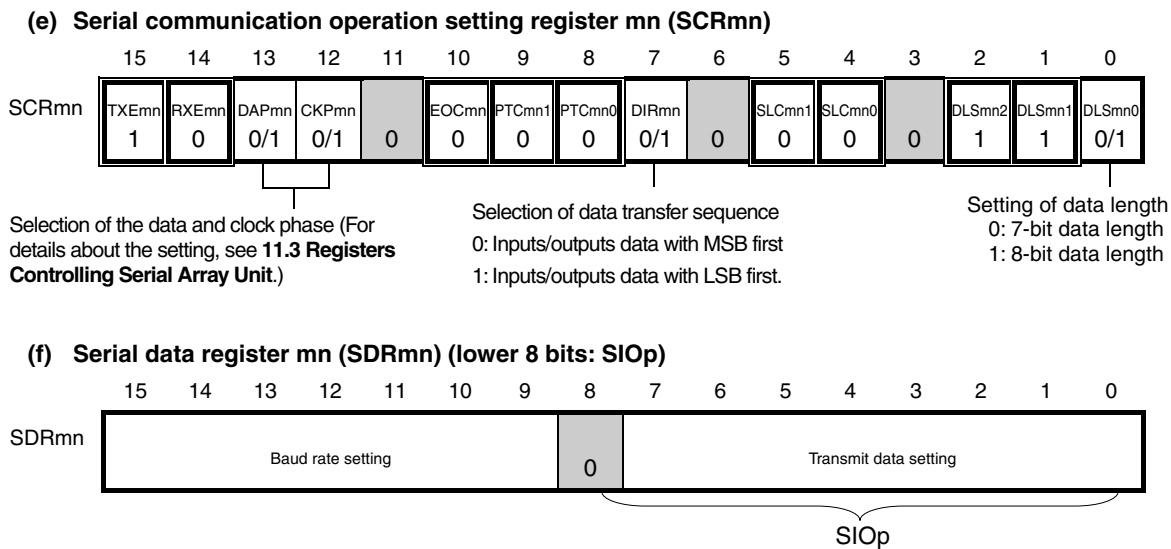 (e) Serial communication operation setting register mn (SCRmn)
15 14 13 12 11 10 9 8 7 6 5 4 3 2 1 0
SCRmn TXEmn RXEmn DAPmn CKPmn EOCmn PTCmn1 PTCmn0 DIRmn SLCmn1 SLCmn0 DLSmn2 DLSmn1 DLSmn0
1 0 0/1 0/1 0 0 0 0 0/1 0 0 0 0 1 1 0/1
Selection of the data and clock phase (For
details about the setting, see 11.3 Registers
Controlling Serial Array Unit.)
Selection of data transfer sequence
0: Inputs/outputs data with MSB first
1: Inputs/outputs data with LSB first.
Setting of data length
0: 7-bit data length
1: 8-bit data length
(f) Serial data register mn (SDRmn) (lower 8 bits: SIOp)
15 14 13 12 11 10 9 8 7 6 5 4 3 2 1 0
SDRmn
Baud rate setting 0 Transmit data setting
SIOp